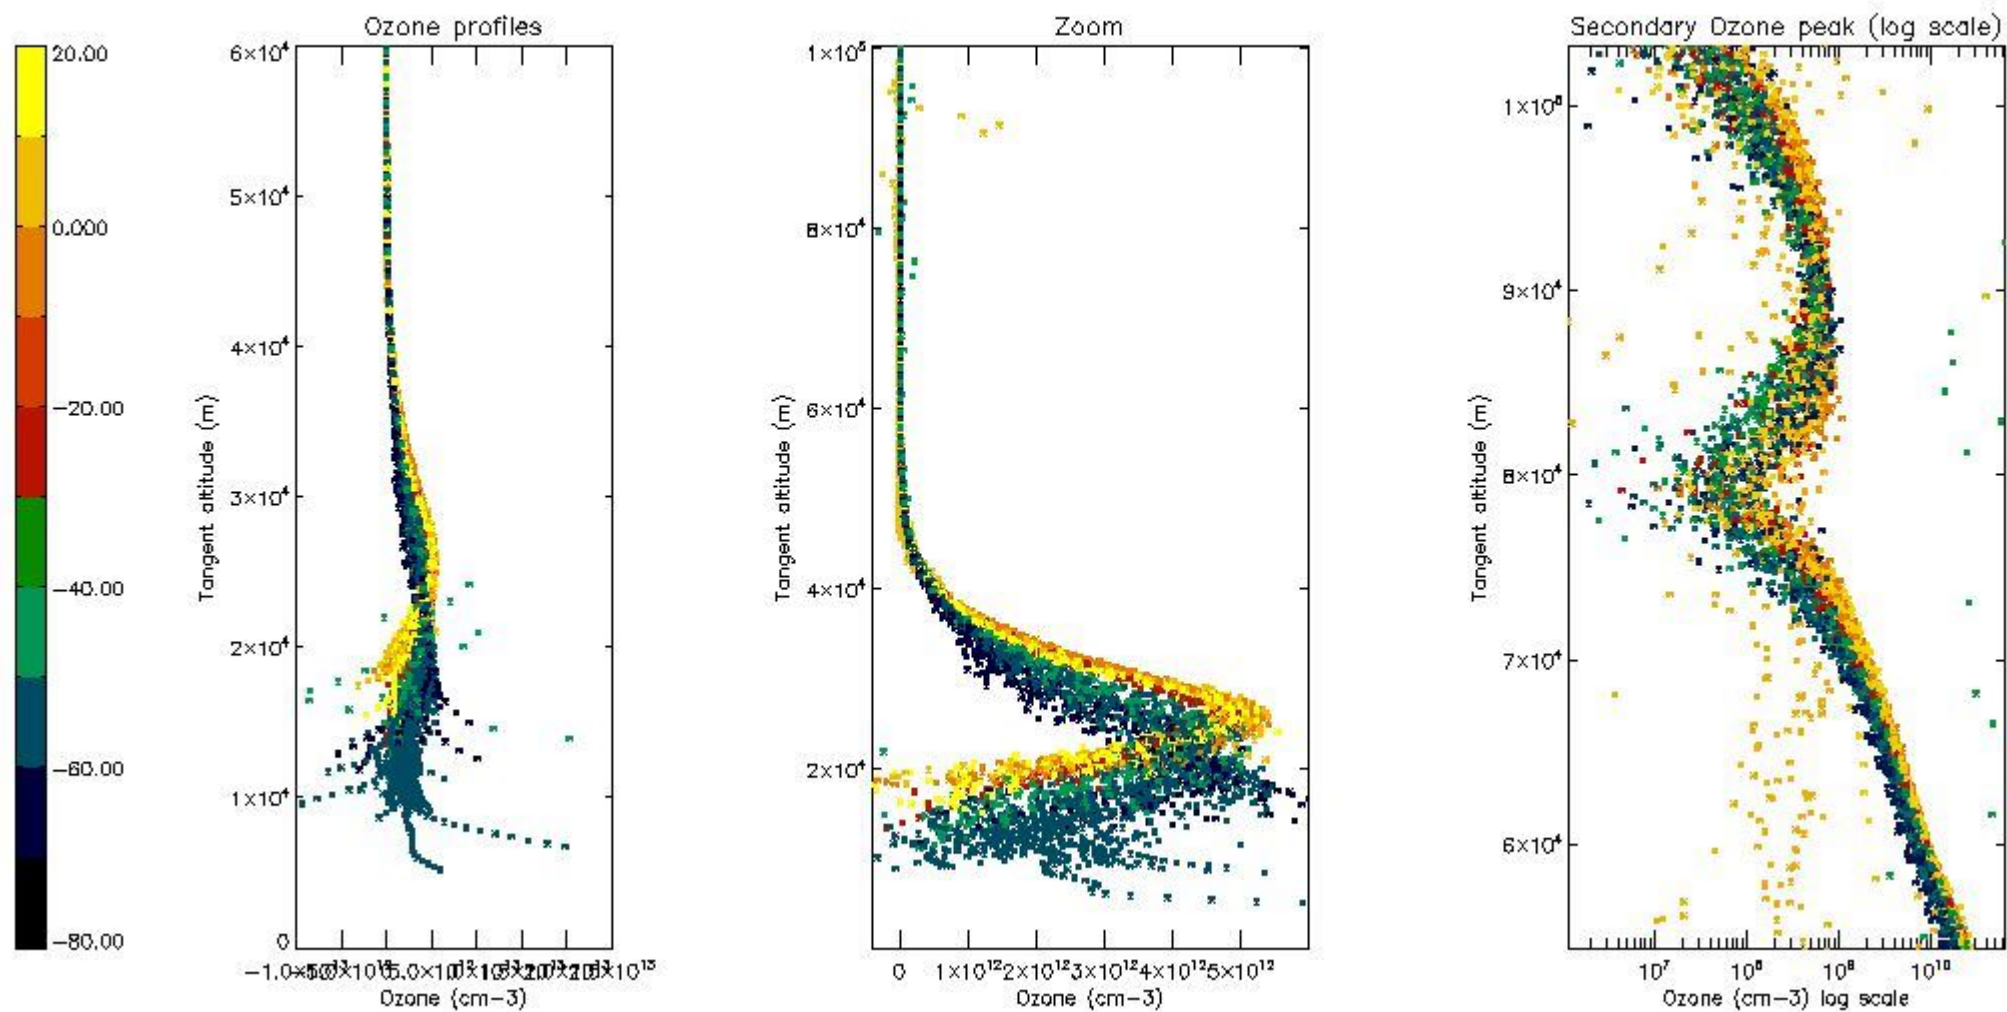 Ozone profiles
Zoom
Secondary Ozone peak (log scale)
20.00
0.000
−20.00
−40.00
−60.00
−80.00
6×10⁴
5×10⁴
4×10⁴
3×10⁴
2×10⁴
1×10⁴
0
Tangent altitude (m)
Ozone (cm−3)
1×10⁵
8×10⁴
6×10⁴
4×10⁴
2×10⁴
Tangent altitude (m)
0 1×10¹² 2×10¹² 3×10¹² 4×10¹² 5×10¹²
Ozone (cm−3)
1×10⁵
9×10⁴
8×10⁴
7×10⁴
6×10⁴
Tangent altitude (m)
10⁷ 10⁸ 10⁹ 10¹⁰
Ozone (cm−3) log scale